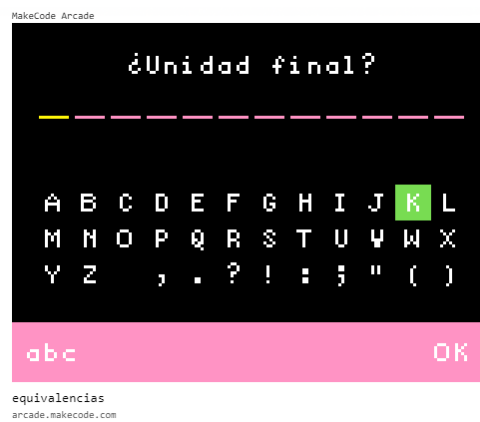 MakeCode Arcade
¿Unidad final?
A B C D E F G H I J K L
M N O P Q R S T U V W X
Y Z , . ? ! : ; " ( )
abc OK
equivalencias
arcade.makecode.com